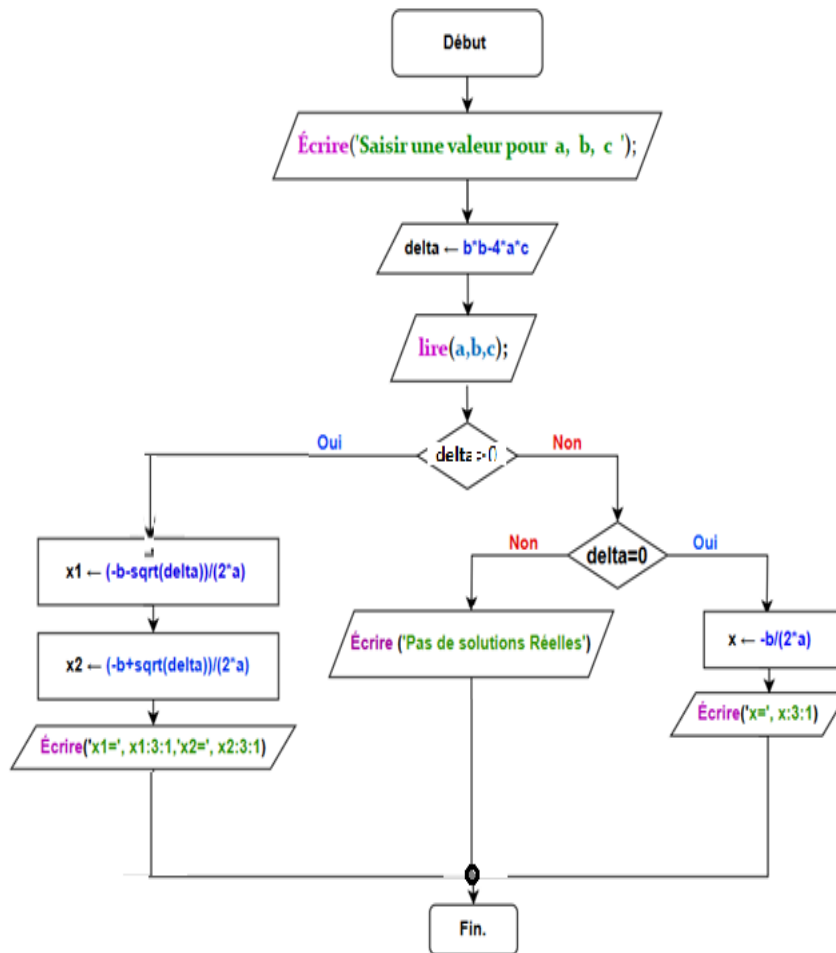 Début
Écrire('Saisir une valeur pour a, b, c ');
delta ← b*b-4*a*c
lire(a,b,c);
Oui
delta>0
Non
Non
delta=0
Oui
x1 ← (-b-sqrt(delta))/(2*a)
Écrire ('Pas de solutions Réelles')
x ← -b/(2*a)
x2 ← (-b+sqrt(delta))/(2*a)
Écrire('x=', x:3:1)
Écrire('x1=', x1:3:1,'x2=', x2:3:1)
Fin.